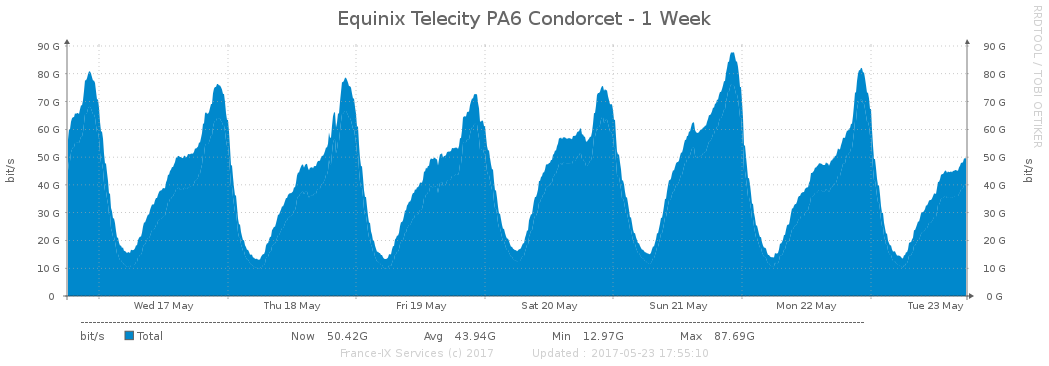 Equinix Telecity PA6 Condorcet - 1 Week
RRDTOOL / TOBI OETIKER
bit/s
bit/s
90 G 90 G
80 G 80 G
70 G 70 G
60 G 60 G
50 G 50 G
40 G 40 G
30 G 30 G
20 G 20 G
10 G 10 G
0 0 G
Wed 17 May Thu 18 May Fri 19 May Sat 20 May Sun 21 May Mon 22 May Tue 23 May
bit/s Total Now 50.42G Avg 43.94G Min 12.97G Max 87.69G
France-IX Services (c) 2017 Updated : 2017-05-23 17:55:10